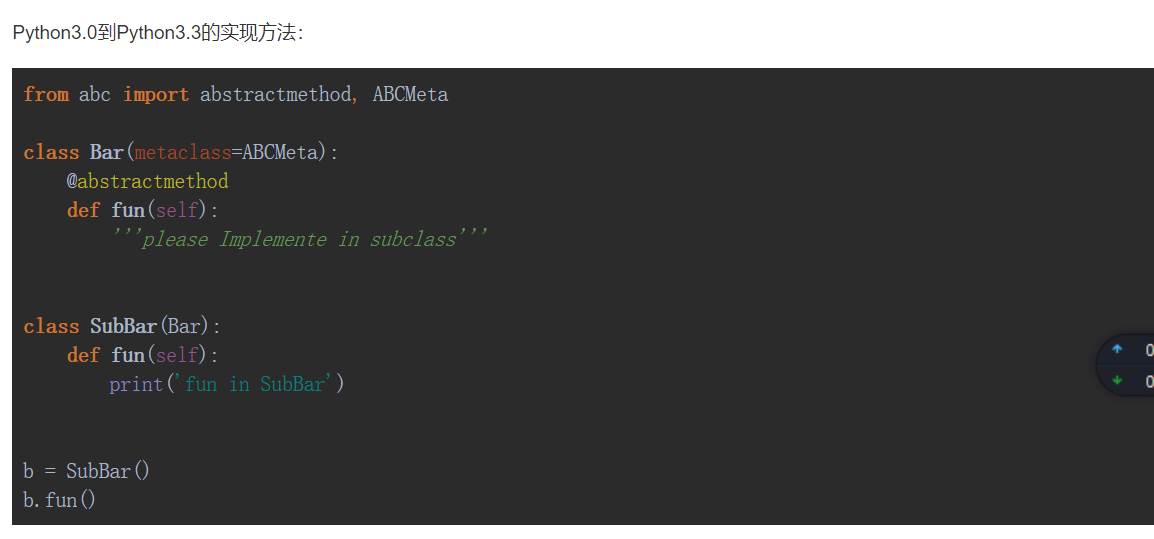 Python3.0到Python3.3的实现方法：
from abc import abstractmethod, ABCMeta
class Bar(metaclass=ABCMeta):
@abstractmethod
def fun(self):
'''please Implemente in subclass'''
class SubBar(Bar):
def fun(self):
print('fun in SubBar')
b = SubBar()
b.fun()
0
0